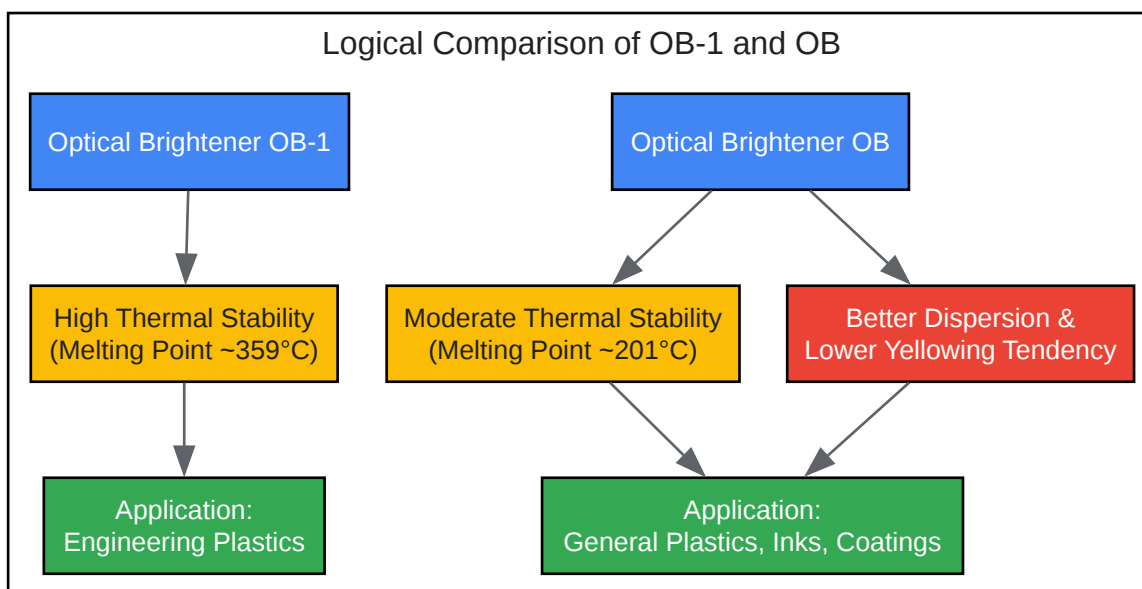 Logical Comparison of OB-1 and OB
Optical Brightener OB-1
Optical Brightener OB
High Thermal Stability
(Melting Point ~359°C)
Moderate Thermal Stability
(Melting Point ~201°C)
Better Dispersion &
Lower Yellowing Tendency
Application:
Engineering Plastics
Application:
General Plastics, Inks, Coatings